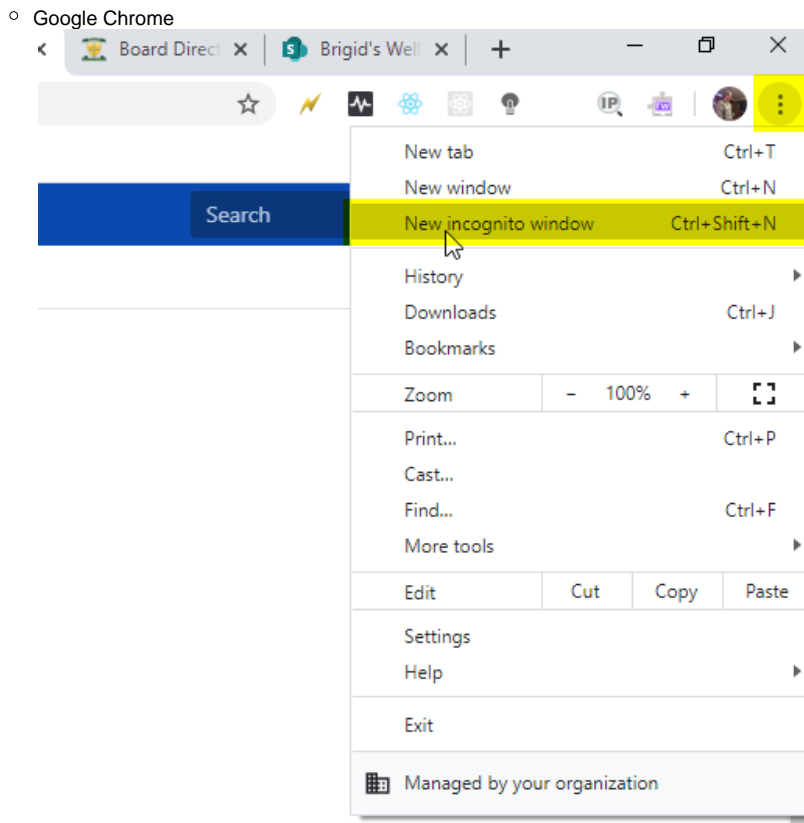 Google Chrome
Board Direct
Brigid's Well
Search
New tab Ctrl+T
New window Ctrl+N
New incognito window Ctrl+Shift+N
History
Downloads Ctrl+J
Bookmarks
Zoom - 100% +
Print... Ctrl+P
Cast...
Find... Ctrl+F
More tools
Edit Cut Copy Paste
Settings
Help
Exit
Managed by your organization